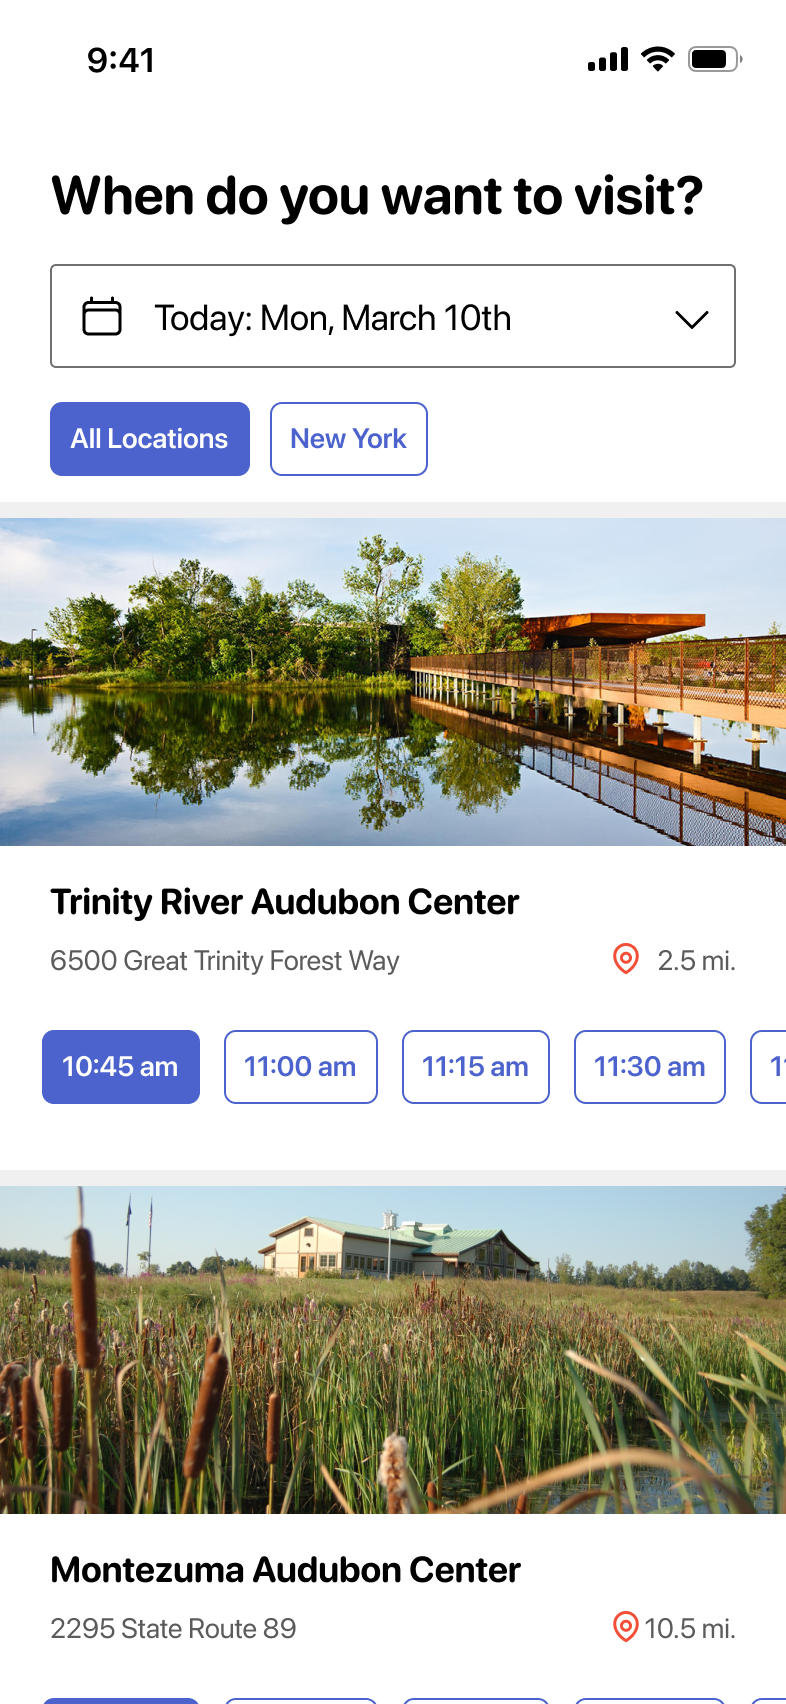 9:41
When do you want to visit?
Today: Mon, March 10th
All Locations New York
Trinity River Audubon Center
6500 Great Trinity Forest Way 2.5 mi.
10:45 am 11:00 am 11:15 am 11:30 am
Montezuma Audubon Center
2295 State Route 89 10.5 mi.